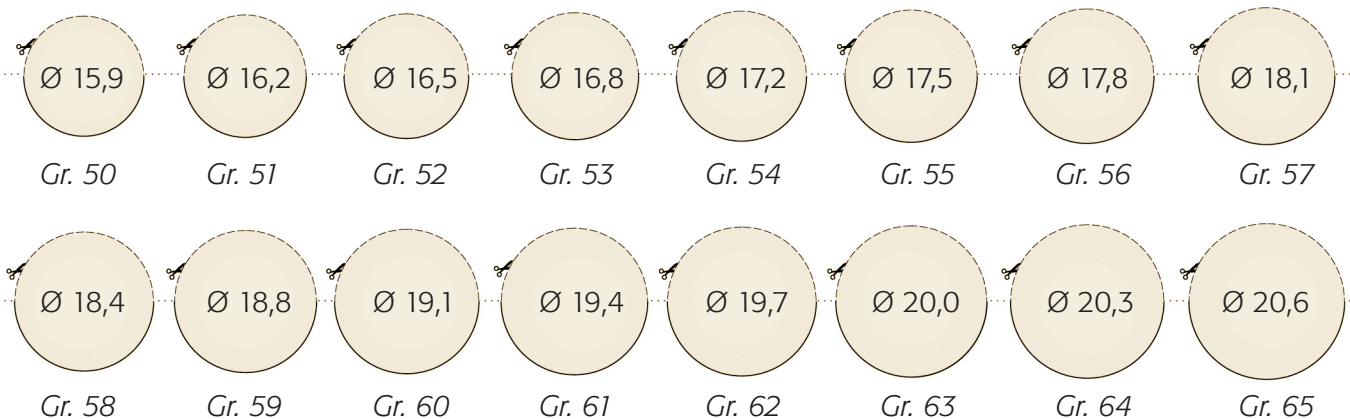 Ø 15,9 Ø 16,2 Ø 16,5 Ø 16,8 Ø 17,2 Ø 17,5 Ø 17,8 Ø 18,1
Gr. 50 Gr. 51 Gr. 52 Gr. 53 Gr. 54 Gr. 55 Gr. 56 Gr. 57
Ø 18,4 Ø 18,8 Ø 19,1 Ø 19,4 Ø 19,7 Ø 20,0 Ø 20,3 Ø 20,6
Gr. 58 Gr. 59 Gr. 60 Gr. 61 Gr. 62 Gr. 63 Gr. 64 Gr. 65